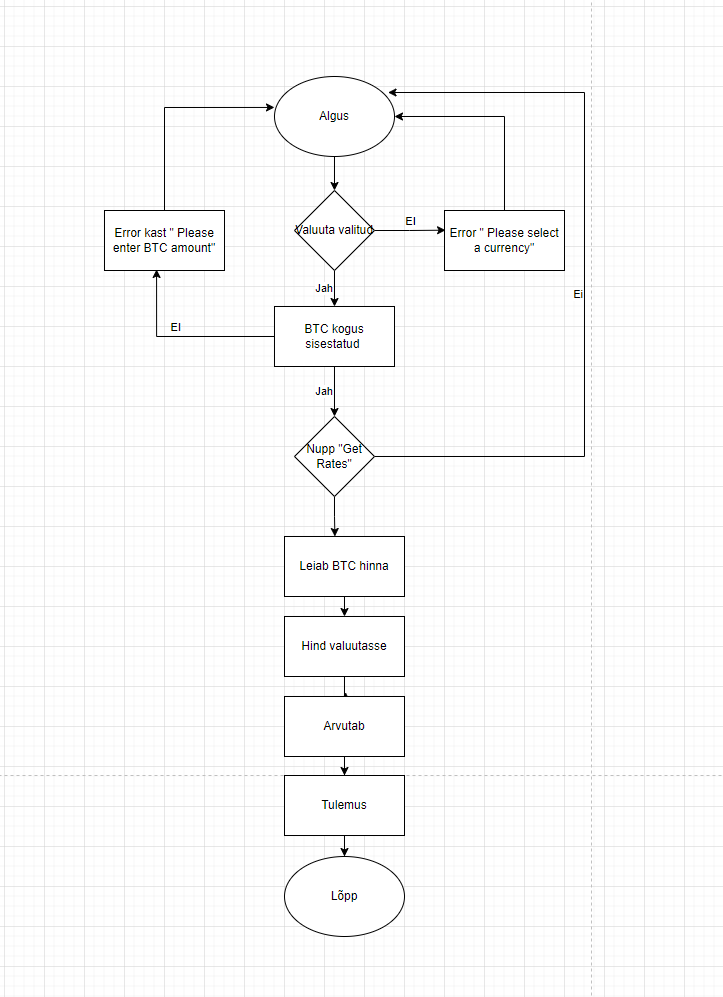 Algus
Valuuta valitud
EI
Error " Please select
a currency"
Error kast " Please
enter BTC amount"
Jah
Ei
EI
BTC kogus
sisestatud
Jah
Nupp "Get
Rates"
Leiab BTC hinna
Hind valuutasse
Arvutab
Tulemus
Lõpp